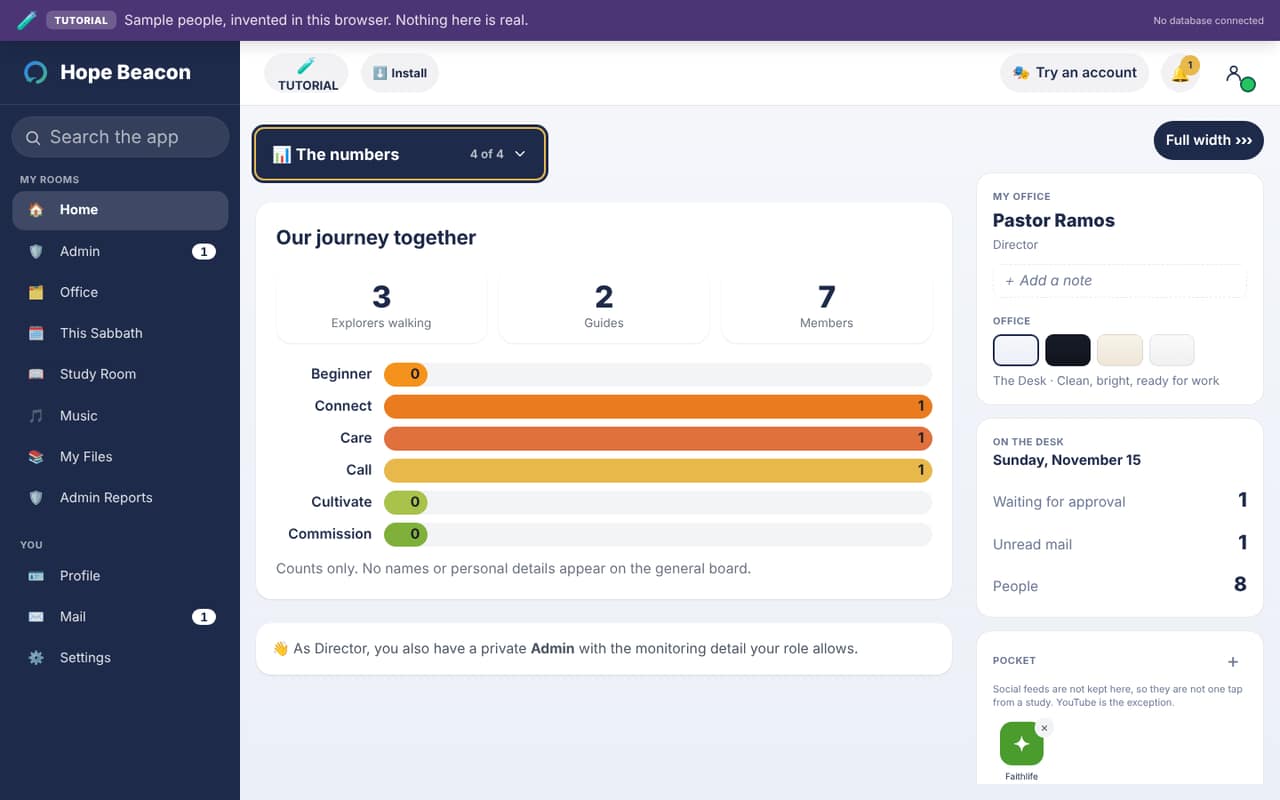 TUTORIAL Sample people, invented in this browser. Nothing here is real.
No database connected
Hope Beacon
Search the app
MY ROOMS
Home
Admin 1
Office
This Sabbath
Study Room
Music
My Files
Admin Reports
YOU
Profile
Mail 1
Settings
TUTORIAL
Install
Try an account
1
The numbers 4 of 4
Full width ›››
Our journey together
3
Explorers walking
2
Guides
7
Members
Beginner 0
Connect 1
Care 1
Call 1
Cultivate 0
Commission 0
Counts only. No names or personal details appear on the general board.
As Director, you also have a private Admin with the monitoring detail your role allows.
MY OFFICE
Pastor Ramos
Director
+ Add a note
OFFICE
The Desk · Clean, bright, ready for work
ON THE DESK
Sunday, November 15
Waiting for approval 1
Unread mail 1
People 8
POCKET +
Social feeds are not kept here, so they are not one tap
from a study. YouTube is the exception.
×
Faithlife